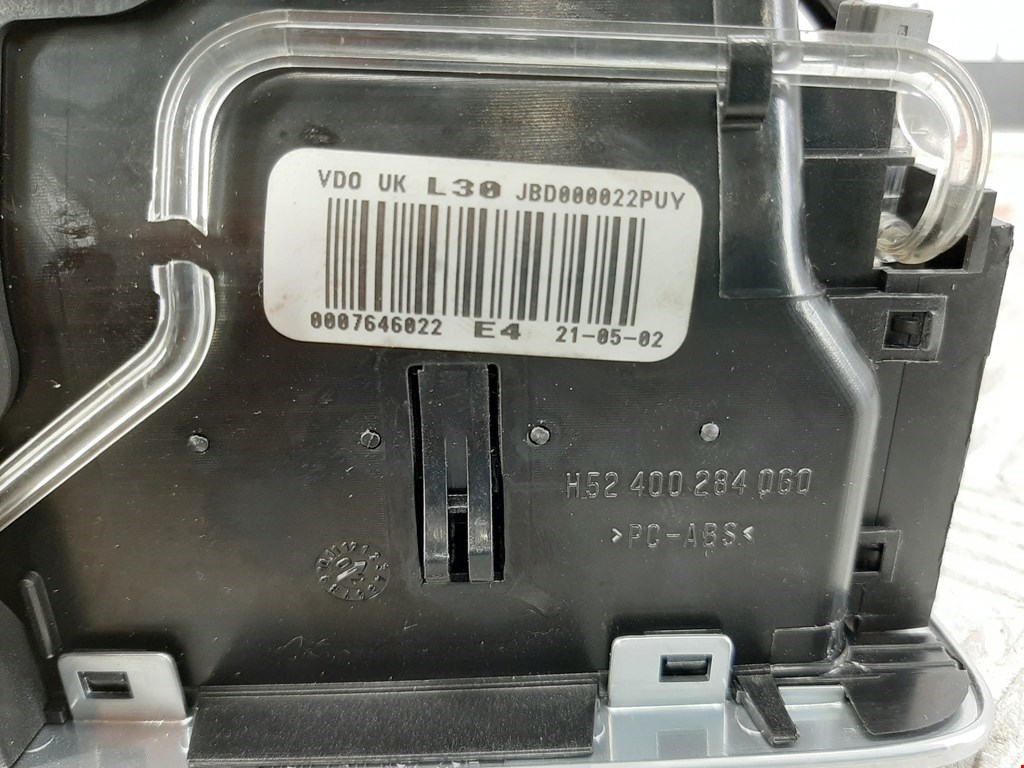 VDO UK L30 JBD000022PUY
0007646022 E4 21-05-02
H52 400 284 0G0
>PC-ABS<